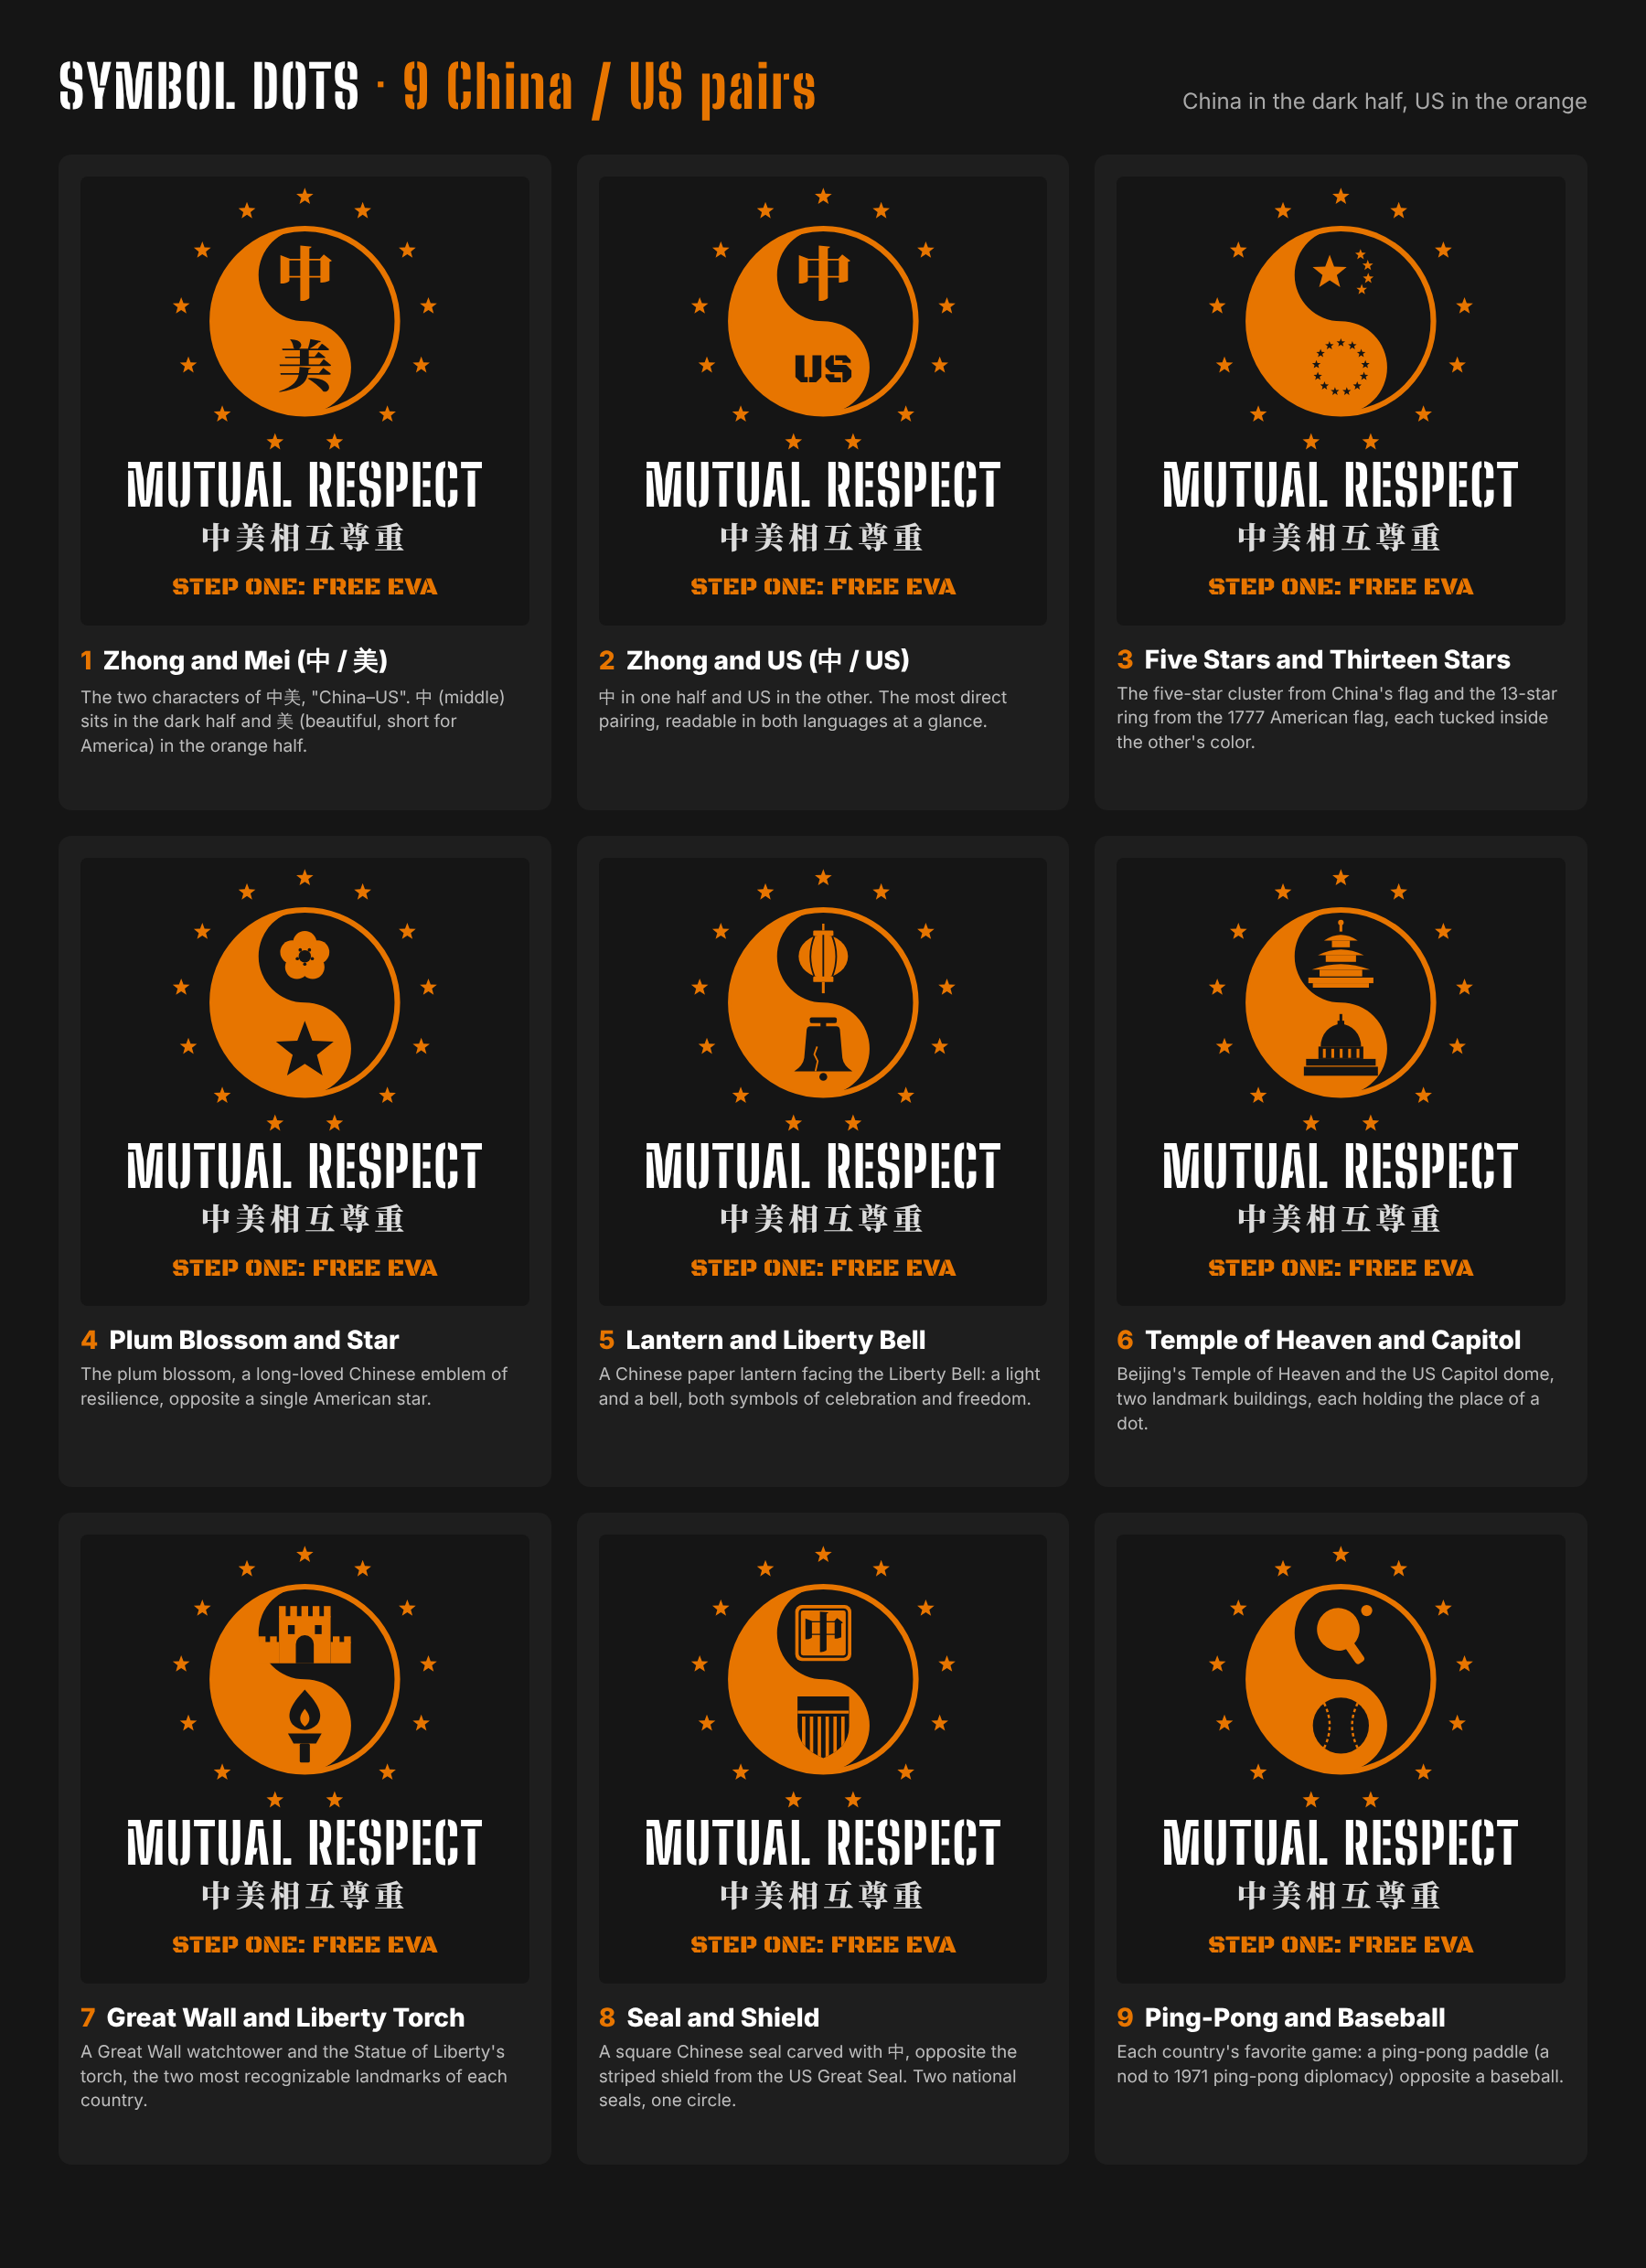 SYMBOL DOTS · 9 China / US pairs
China in the dark half, US in the orange
中
美
MUTUAL RESPECT
中美相互尊重
STEP ONE: FREE EVA
1 Zhong and Mei (中 / 美)
The two characters of 中美, "China–US". 中 (middle)
sits in the dark half and 美 (beautiful, short for
America) in the orange half.
中
US
MUTUAL RESPECT
中美相互尊重
STEP ONE: FREE EVA
2 Zhong and US (中 / US)
中 in one half and US in the other. The most direct
pairing, readable in both languages at a glance.
MUTUAL RESPECT
中美相互尊重
STEP ONE: FREE EVA
3 Five Stars and Thirteen Stars
The five-star cluster from China's flag and the 13-star
ring from the 1777 American flag, each tucked inside
the other's color.
MUTUAL RESPECT
中美相互尊重
STEP ONE: FREE EVA
4 Plum Blossom and Star
The plum blossom, a long-loved Chinese emblem of
resilience, opposite a single American star.
MUTUAL RESPECT
中美相互尊重
STEP ONE: FREE EVA
5 Lantern and Liberty Bell
A Chinese paper lantern facing the Liberty Bell: a light
and a bell, both symbols of celebration and freedom.
MUTUAL RESPECT
中美相互尊重
STEP ONE: FREE EVA
6 Temple of Heaven and Capitol
Beijing's Temple of Heaven and the US Capitol dome,
two landmark buildings, each holding the place of a
dot.
MUTUAL RESPECT
中美相互尊重
STEP ONE: FREE EVA
7 Great Wall and Liberty Torch
A Great Wall watchtower and the Statue of Liberty's
torch, the two most recognizable landmarks of each
country.
中
MUTUAL RESPECT
中美相互尊重
STEP ONE: FREE EVA
8 Seal and Shield
A square Chinese seal carved with 中, opposite the
striped shield from the US Great Seal. Two national
seals, one circle.
MUTUAL RESPECT
中美相互尊重
STEP ONE: FREE EVA
9 Ping-Pong and Baseball
Each country's favorite game: a ping-pong paddle (a
nod to 1971 ping-pong diplomacy) opposite a baseball.